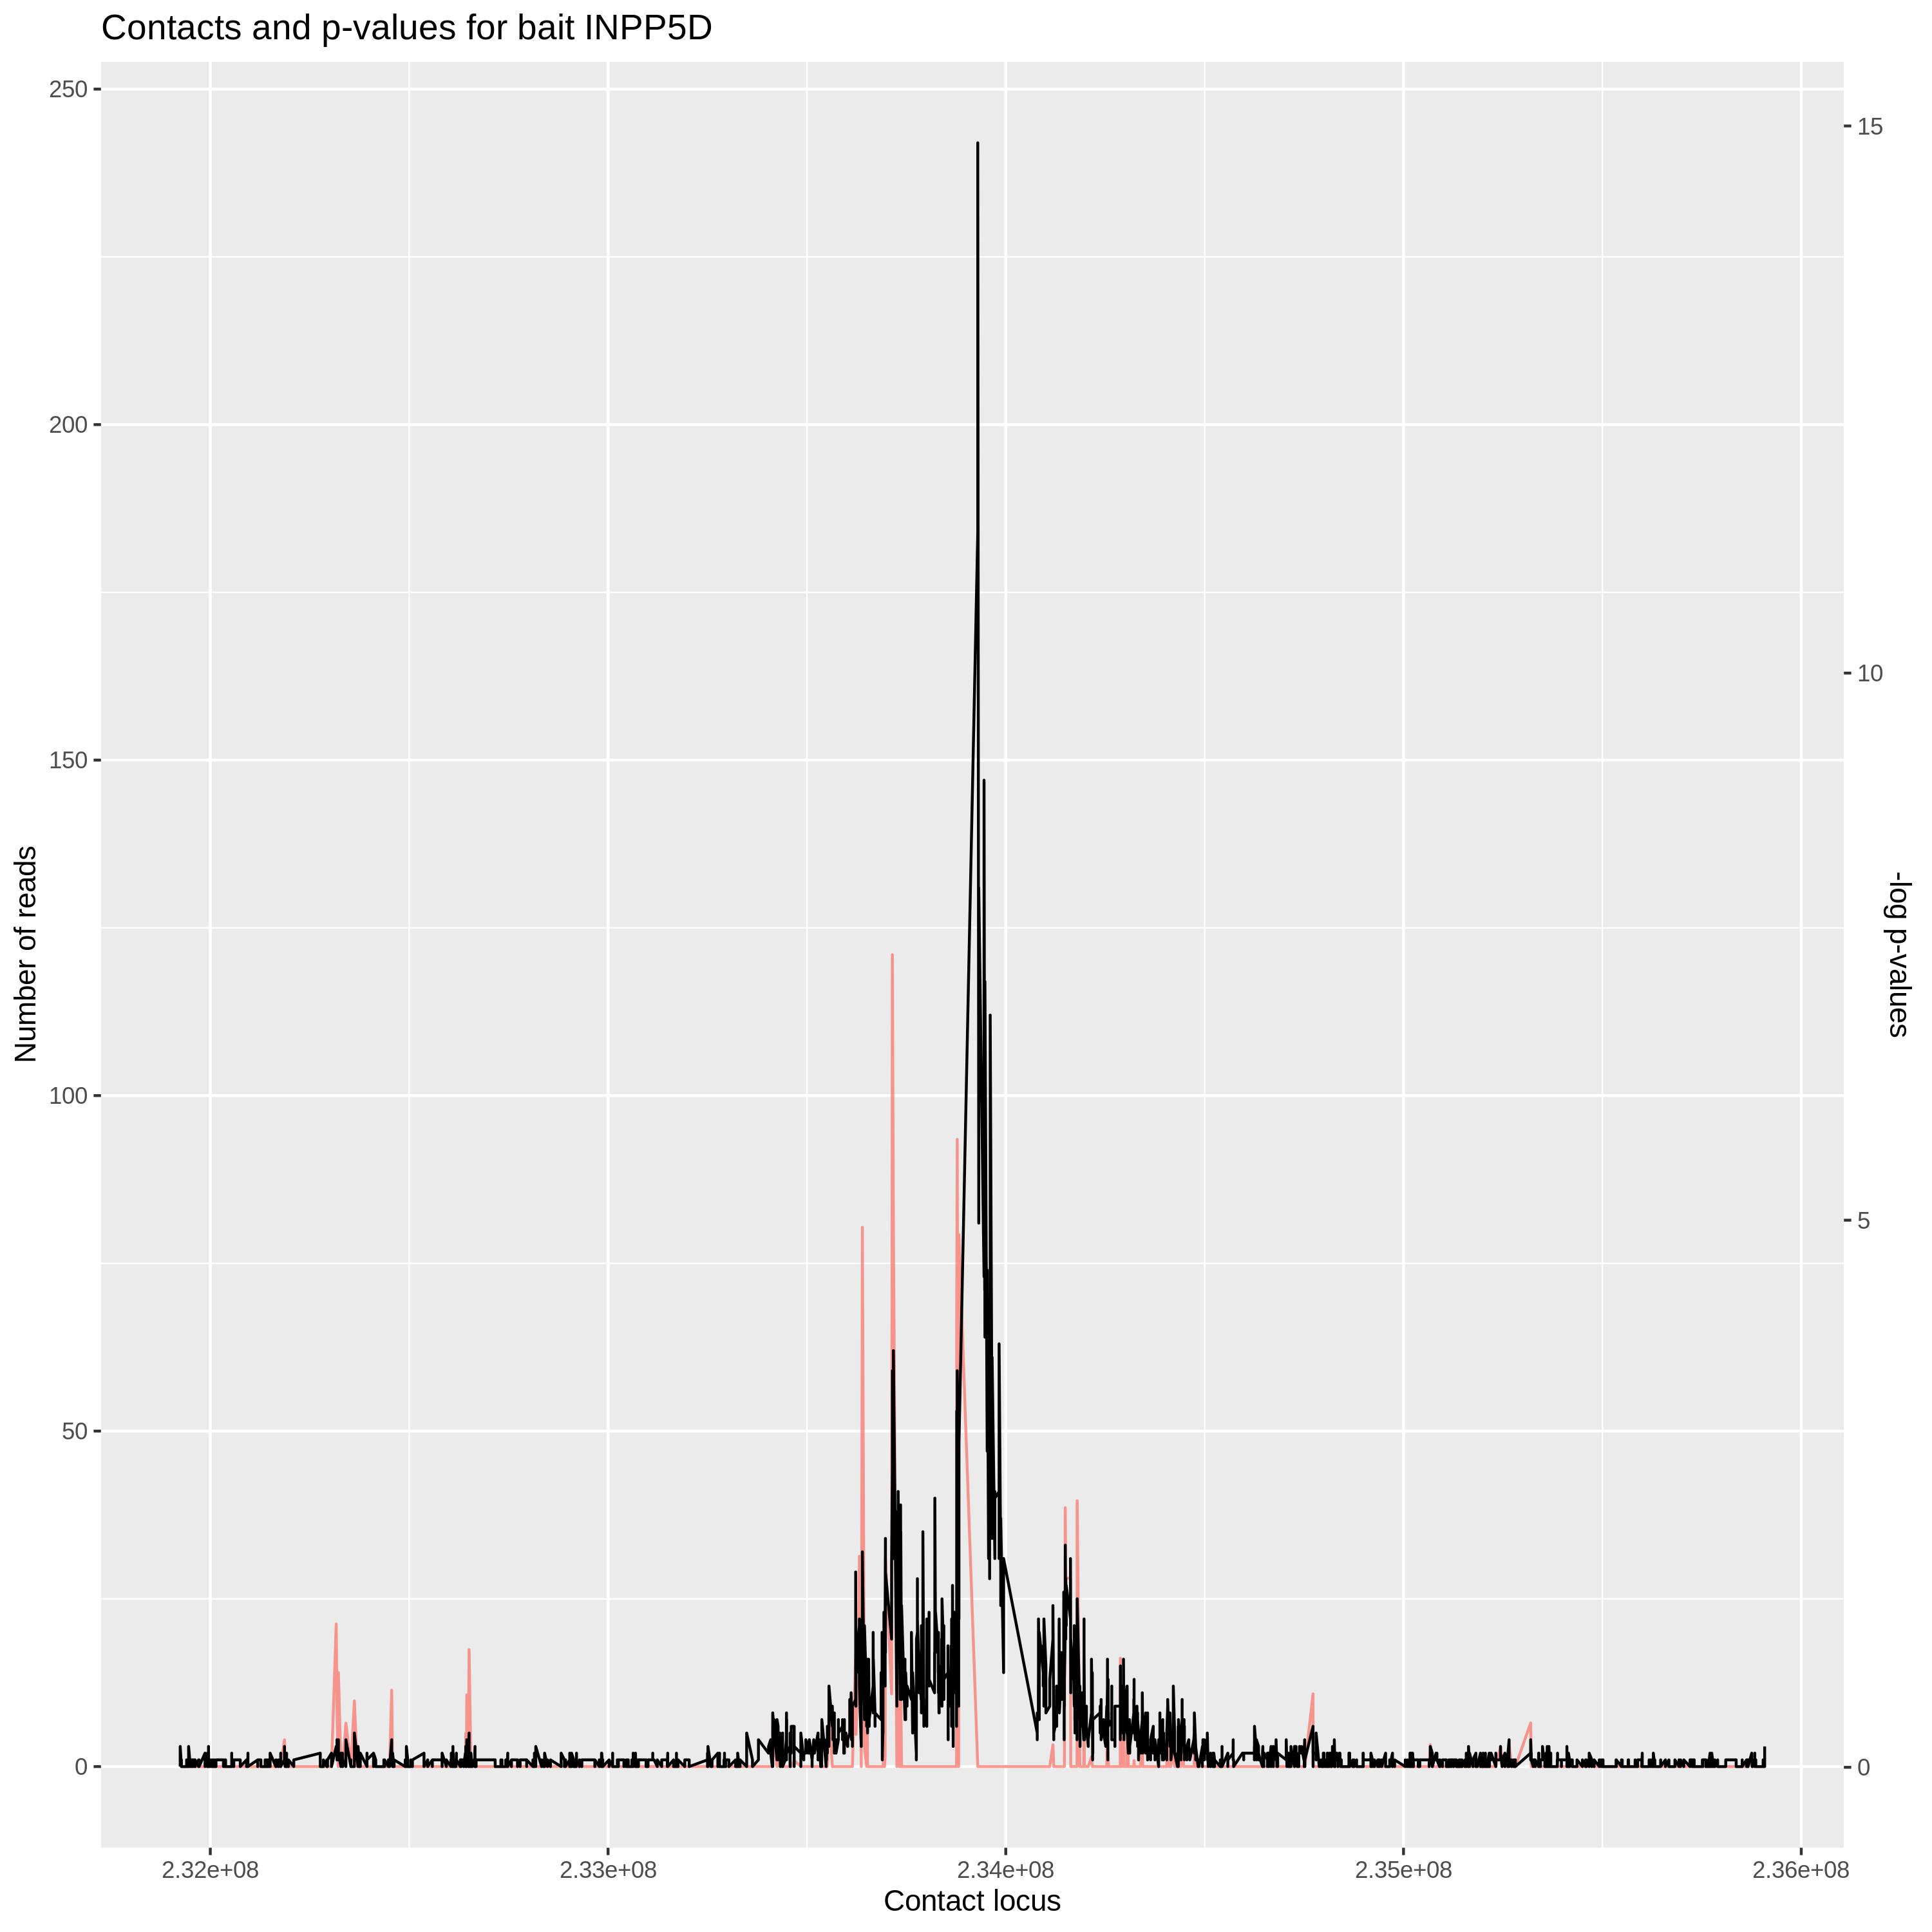 Contacts and p-values for bait INPP5D
250
200
150
100
50
0
Number of reads
15
10
5
0
-log p-values
2.32e+08
2.33e+08
2.34e+08
2.35e+08
2.36e+08
Contact locus